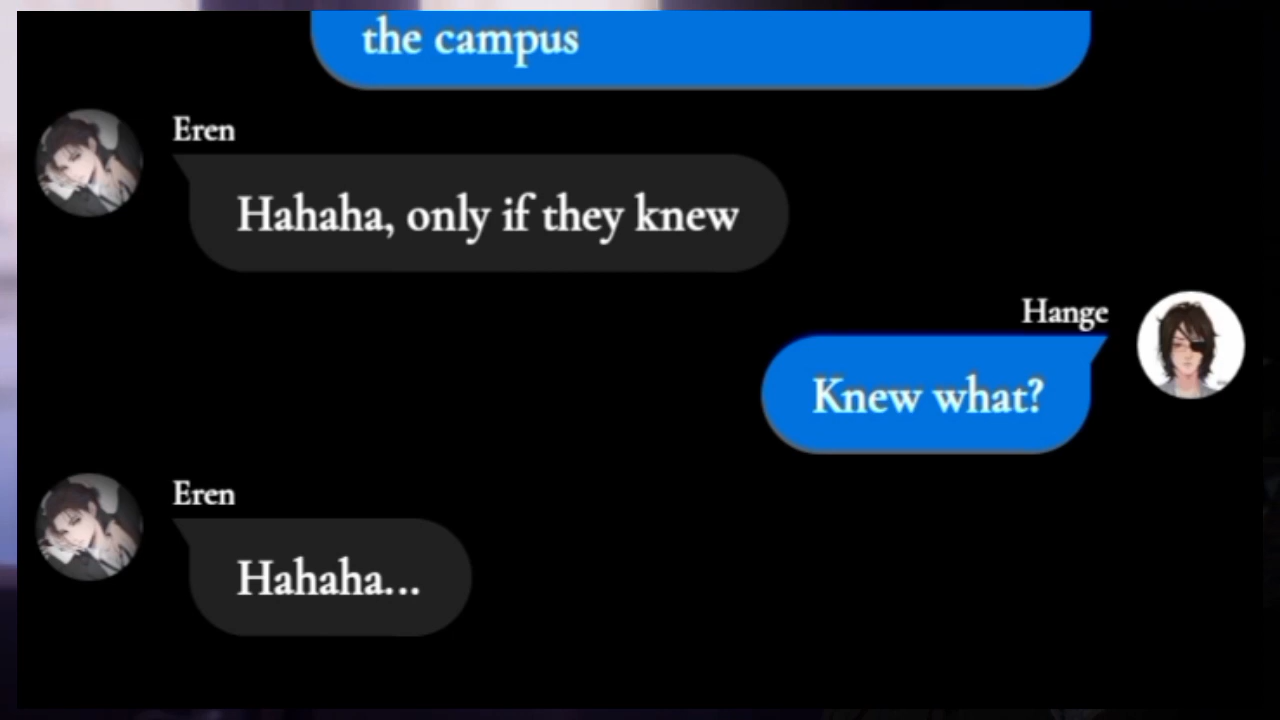 the campus
Eren
Hahaha, only if they knew
Hange
Knew what?
Eren
Hahaha...